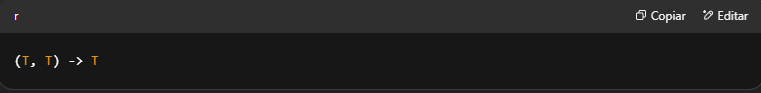 r
Copiar
Editar
(T, T) -> T